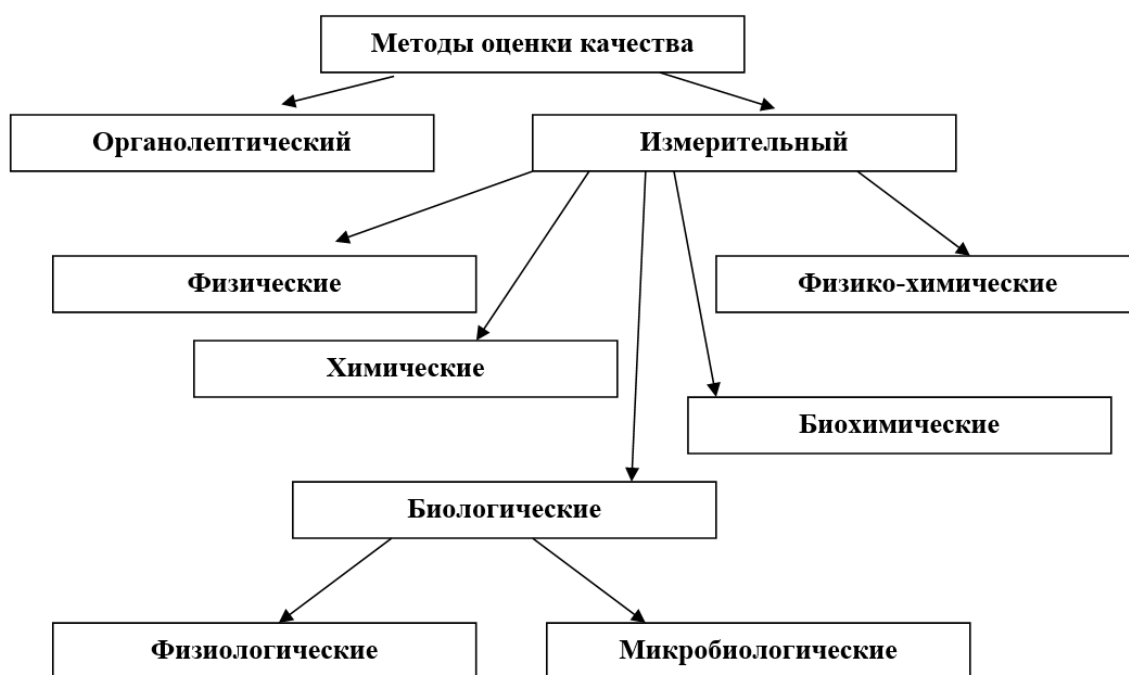 Методы оценки качества
Органолептический
Измерительный
Физические
Физико-химические
Химические
Биохимические
Биологические
Физиологические
Микробиологические